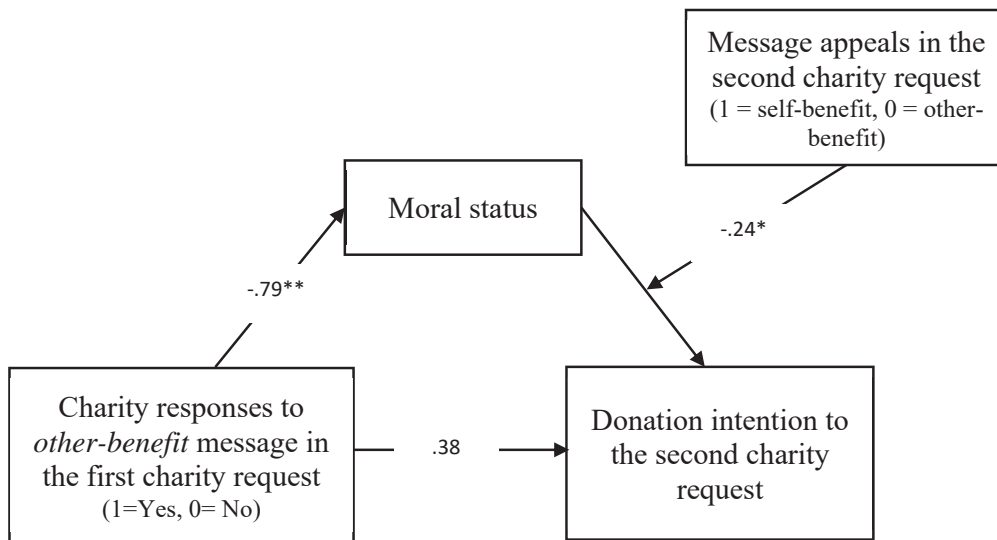 Message appeals in the
second charity request
(1 = self-benefit, 0 = other-
benefit)
Moral status
-.24*
-.79**
Charity responses to
other-benefit message in
the first charity request
(1=Yes, 0= No)
.38
Donation intention to
the second charity
request